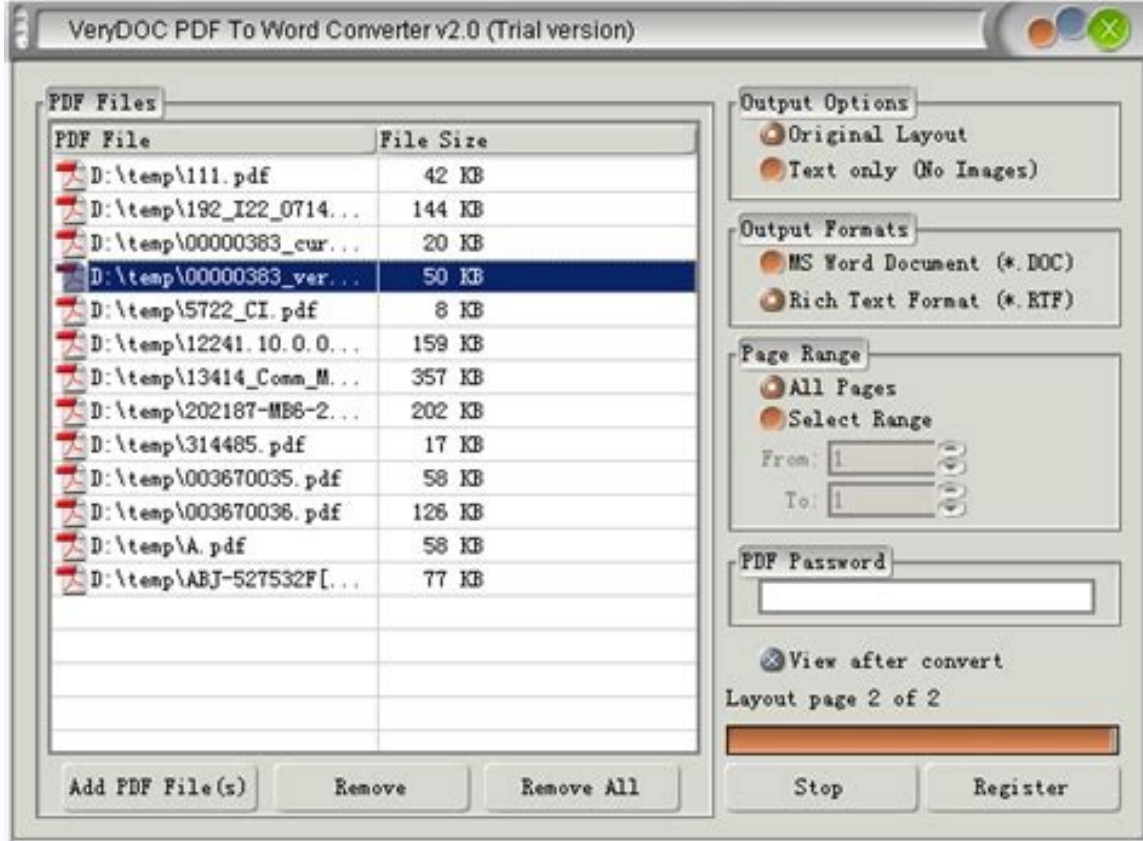 VeryDOC PDF To Word Converter v2.0 (Trial version)
PDF Files
PDF File File Size
D:\temp\111.pdf 42 KB
D:\temp\192_I22_0714... 144 KB
D:\temp\00000383_cur... 20 KB
D:\temp\00000383_ver... 50 KB
D:\temp\5722_CI.pdf 8 KB
D:\temp\12241.10.0.0... 159 KB
D:\temp\13414_Comm_M... 357 KB
D:\temp\202187-MB6-2... 202 KB
D:\temp\314485.pdf 17 KB
D:\temp\003670035.pdf 58 KB
D:\temp\003670036.pdf 126 KB
D:\temp\A.pdf 58 KB
D:\temp\ABJ-527532F[... 77 KB
Add PDF File(s) Remove Remove All
Output Options
Original Layout
Text only (No Images)
Output Formats
MS Word Document (*.DOC)
Rich Text Format (*.RTF)
Page Range
All Pages
Select Range
From: 1
To: 1
PDF Password
View after convert
Layout page 2 of 2
Stop Register